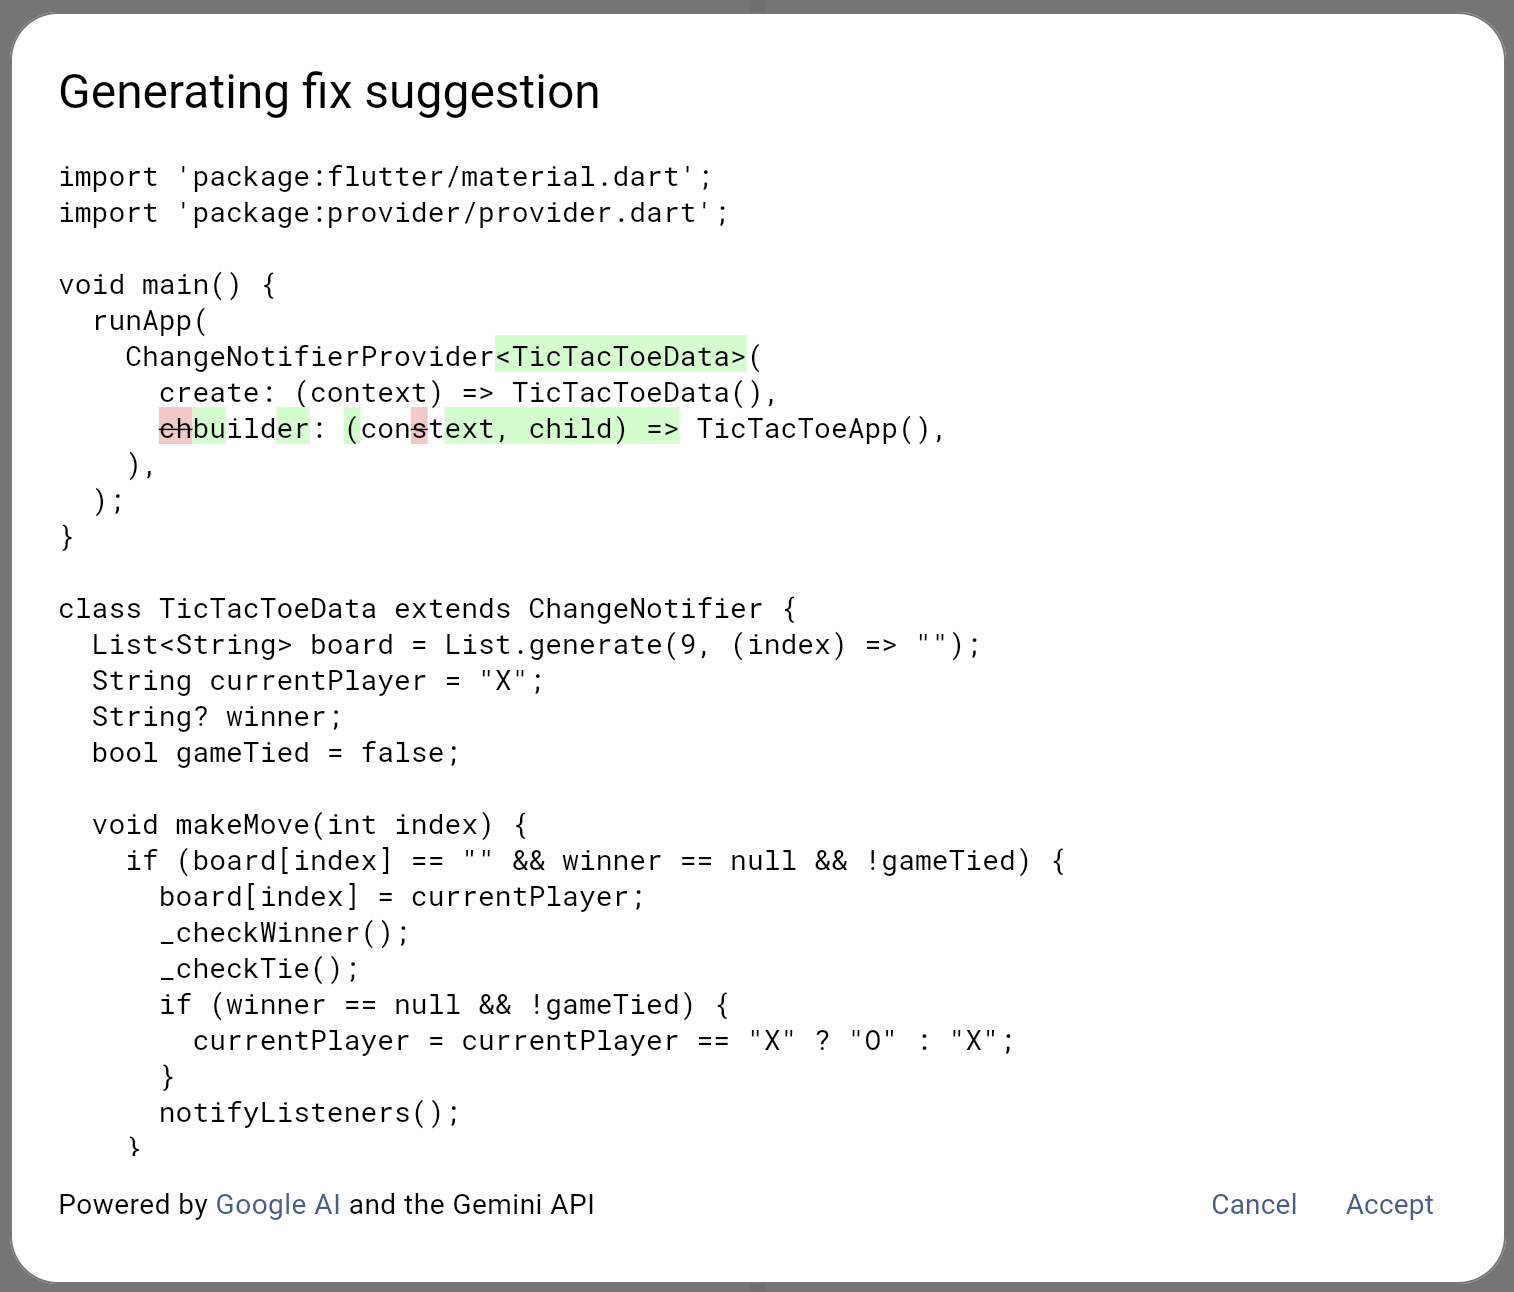 Generating fix suggestion
import 'package:flutter/material.dart';
import 'package:provider/provider.dart';
void main() {
  runApp(
    ChangeNotifierProvider<TicTacToeData>(
      create: (context) => TicTacToeData(),
      chbuilder: (constext, child) => TicTacToeApp(),
    ),
  );
}
class TicTacToeData extends ChangeNotifier {
  List<String> board = List.generate(9, (index) => "");
  String currentPlayer = "X";
  String? winner;
  bool gameTied = false;
  void makeMove(int index) {
    if (board[index] == "" && winner == null && !gameTied) {
      board[index] = currentPlayer;
      _checkWinner();
      _checkTie();
      if (winner == null && !gameTied) {
        currentPlayer = currentPlayer == "X" ? "O" : "X";
      }
      notifyListeners();
    }
Powered by Google AI and the Gemini API
Cancel Accept